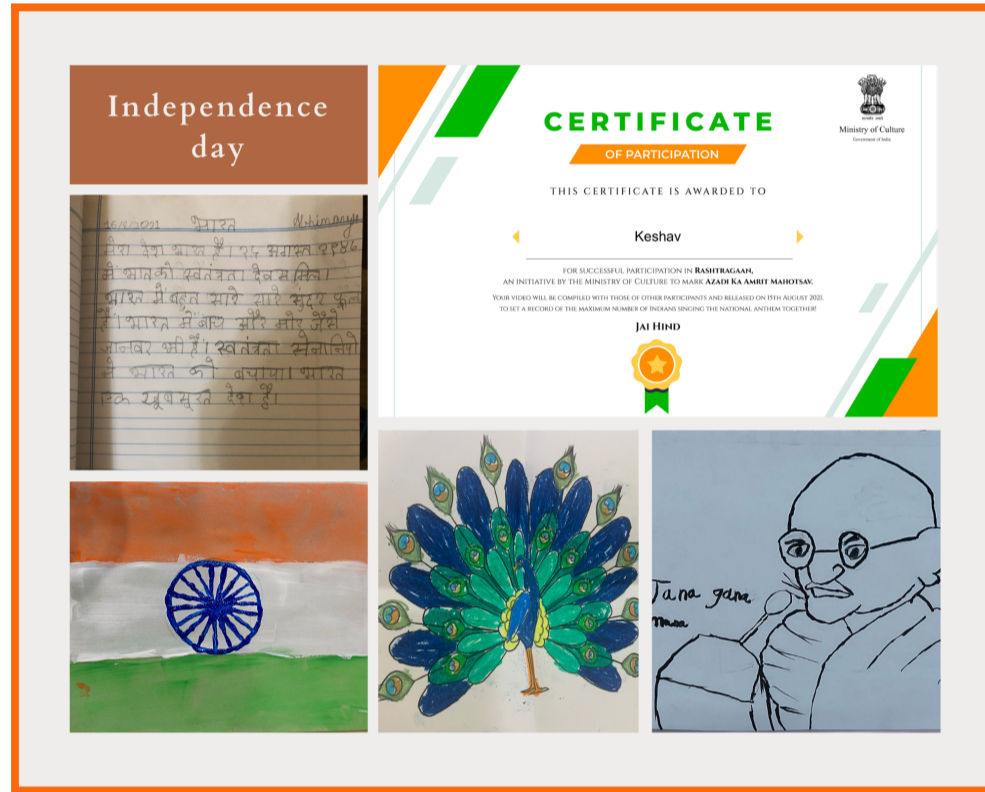 Independence
day
CERTIFICATE
OF PARTICIPATION
THIS CERTIFICATE IS AWARDED TO
Keshav
FOR SUCCESSFUL PARTICIPATION IN RASHTRAGAAN,
AN INITIATIVE BY THE MINISTRY OF CULTURE TO MARK AZADI KA AMRIT MAHOTSAV.
YOUR VIDEO WILL BE COMPILED WITH THOSE OF OTHER PARTICIPANTS AND RELEASED ON 15TH AUGUST 2021,
TO SET A RECORD OF THE MAXIMUM NUMBER OF INDIANS SINGING THE NATIONAL ANTHEM TOGETHER!
JAI HIND
Ministry of Culture
Government of India
भारत Abhimanyu
मेरा देश भारत है। १५ अगस्त १९४७
में को स्वतंत्रता मिला।
भारत में बहुत सारे सारे सुंदर
है। भारत में बाघ और मोर जैसे
जानवर भी है। स्वतंत्रता सेनानियो
ने भारत को बचाया। भारत
एक खूबसूरत देश है।
Jana gana
mana